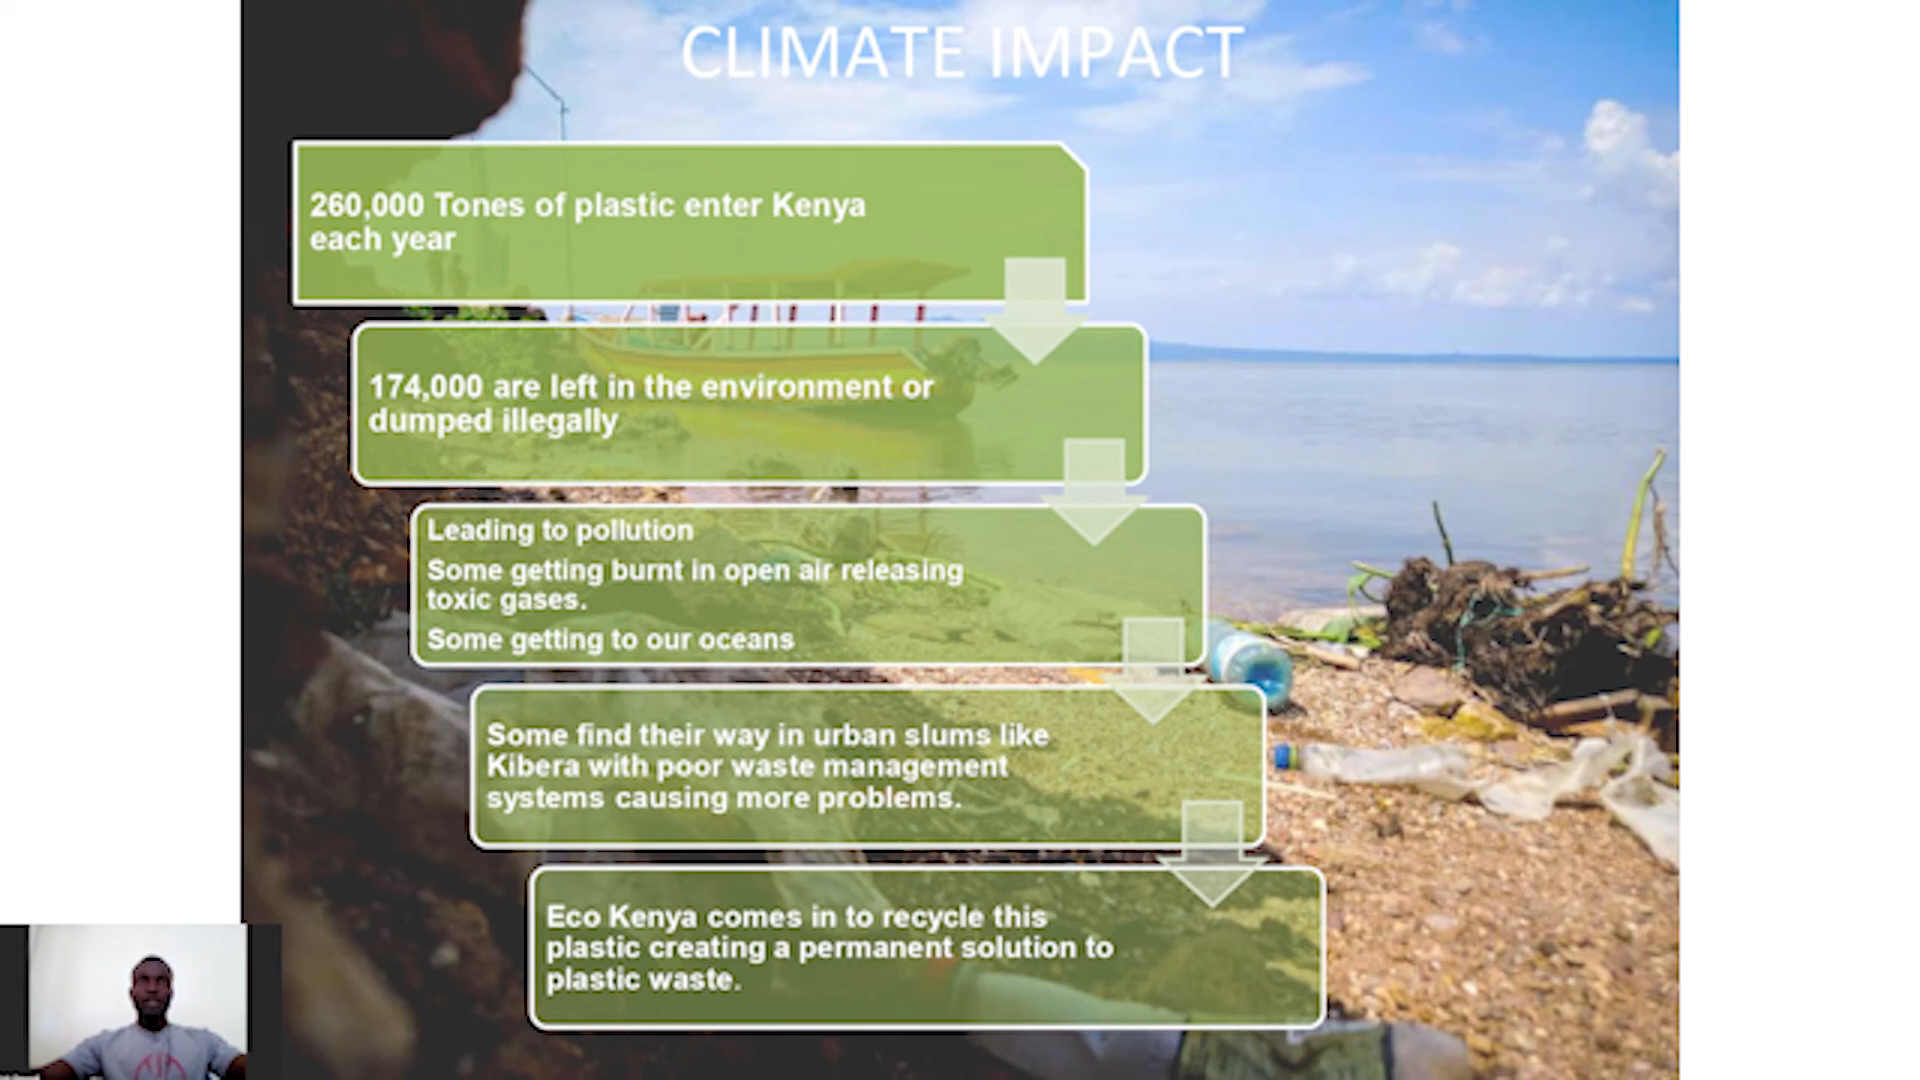 CLIMATE IMPACT
260,000 Tones of plastic enter Kenya
each year
174,000 are left in the environment or
dumped illegally
Leading to pollution
Some getting burnt in open air releasing
toxic gases.
Some getting to our oceans
Some find their way in urban slums like
Kibera with poor waste management
systems causing more problems.
Eco Kenya comes in to recycle this
plastic creating a permanent solution to
plastic waste.